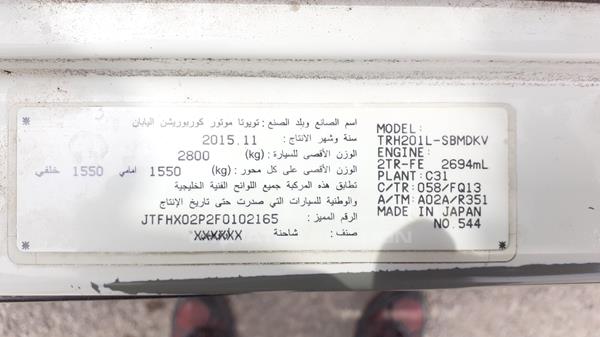 اسم الصانع وبلد الصنع : تويوتا موتور كوربوريشن اليابان
سنة وشهر الانتاج : 2015.11
الوزن الأقصى للسيارة : (kg) 2800
الوزن الأقصى على كل محور : (kg) 1550 امامي 1550 خلفي
تطابق هذه المركبة جميع اللوائح الفنية الخليجية
والوطنية للسيارات التي صدرت حتى تاريخ الإنتاج
الرقم المميز : JTFHX02P2F0102165
صنف : شاحنة XXXXXX
MODEL:
TRH201L-SBMDKV
ENGINE:
2TR-FE 2694mL
PLANT: C31
C/TR: 058/FQ13
A/TM: A02A/R351
MADE IN JAPAN
NO.544